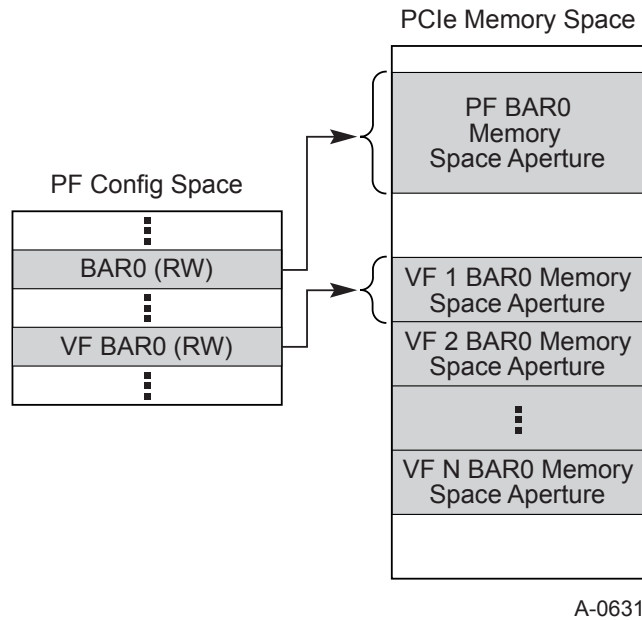 PCIe Memory Space
PF BAR0
Memory
Space Aperture
PF Config Space
BAR0 (RW)
VF BAR0 (RW)
VF 1 BAR0 Memory
Space Aperture
VF 2 BAR0 Memory
Space Aperture
VF N BAR0 Memory
Space Aperture
A-0631